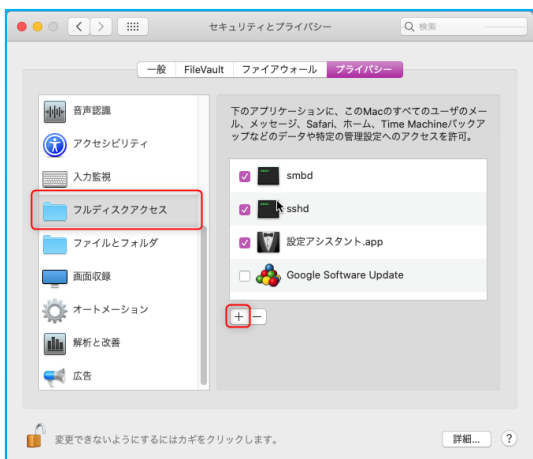 セキュリティとプライバシー
検索
一般 FileVault ファイアウォール プライバシー
音声認識
アクセシビリティ
入力監視
フルディスクアクセス
ファイルとフォルダ
画面収録
オートメーション
解析と改善
広告
下のアプリケーションに、このMacのすべてのユーザのメー
ル、メッセージ、Safari、ホーム、Time Machineバックア
ップなどのデータや特定の管理設定へのアクセスを許可。
smbd
sshd
設定アシスタント.app
Google Software Update
+ −
変更できないようにするにはカギをクリックします。
詳細... ?